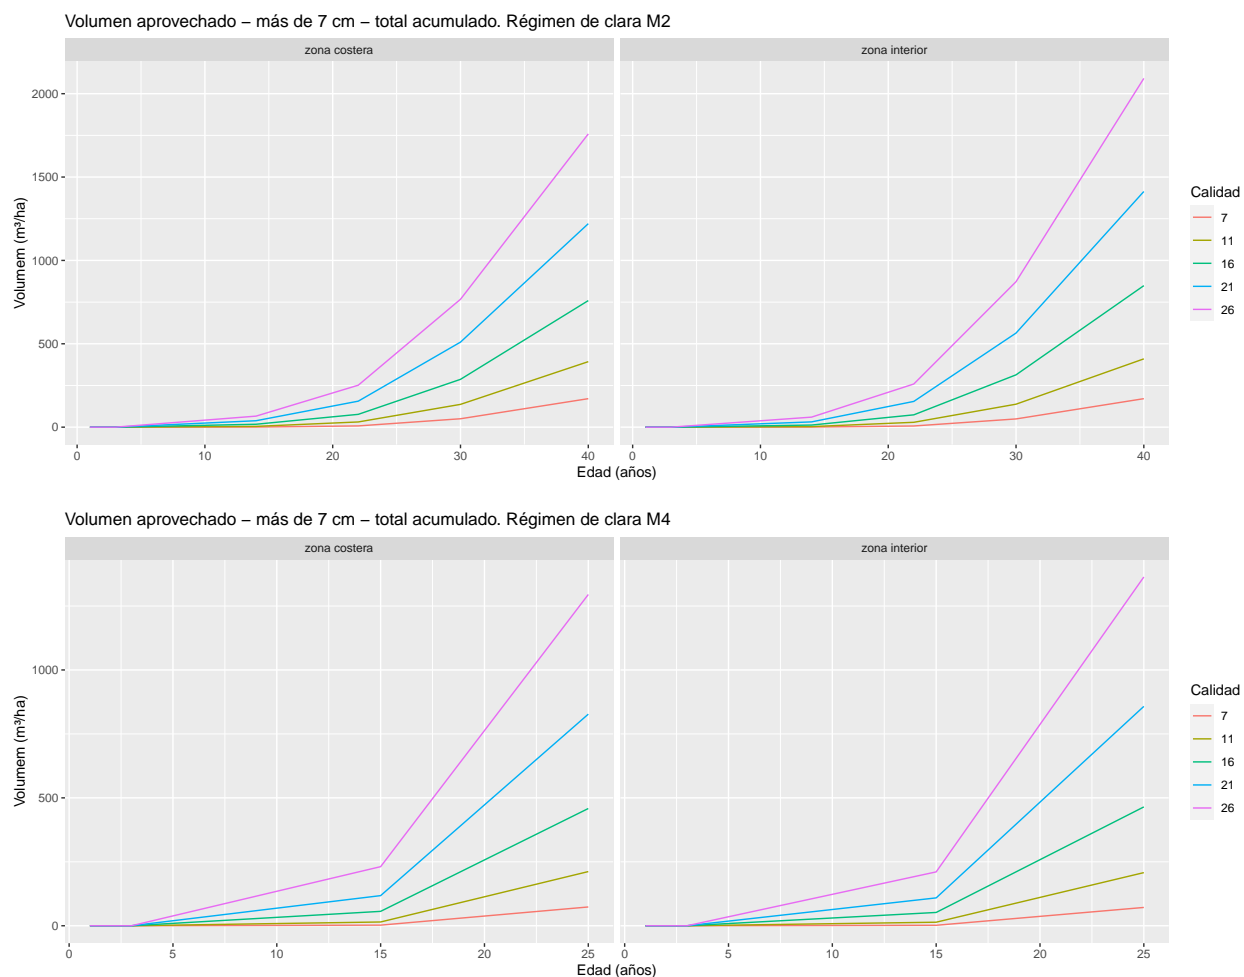 Volumen aprovechado – más de 7 cm – total acumulado. Régimen de clara M2
zona costera
zona interior
2000
1500
1000
500
0
Volumem (m³/ha)
0 10 20 30 40
0 10 20 30 40
Edad (años)
Calidad
7
11
16
21
26
Volumen aprovechado – más de 7 cm – total acumulado. Régimen de clara M4
zona costera
zona interior
1000
500
0
Volumem (m³/ha)
0 5 10 15 20 25
0 5 10 15 20 25
Edad (años)
Calidad
7
11
16
21
26